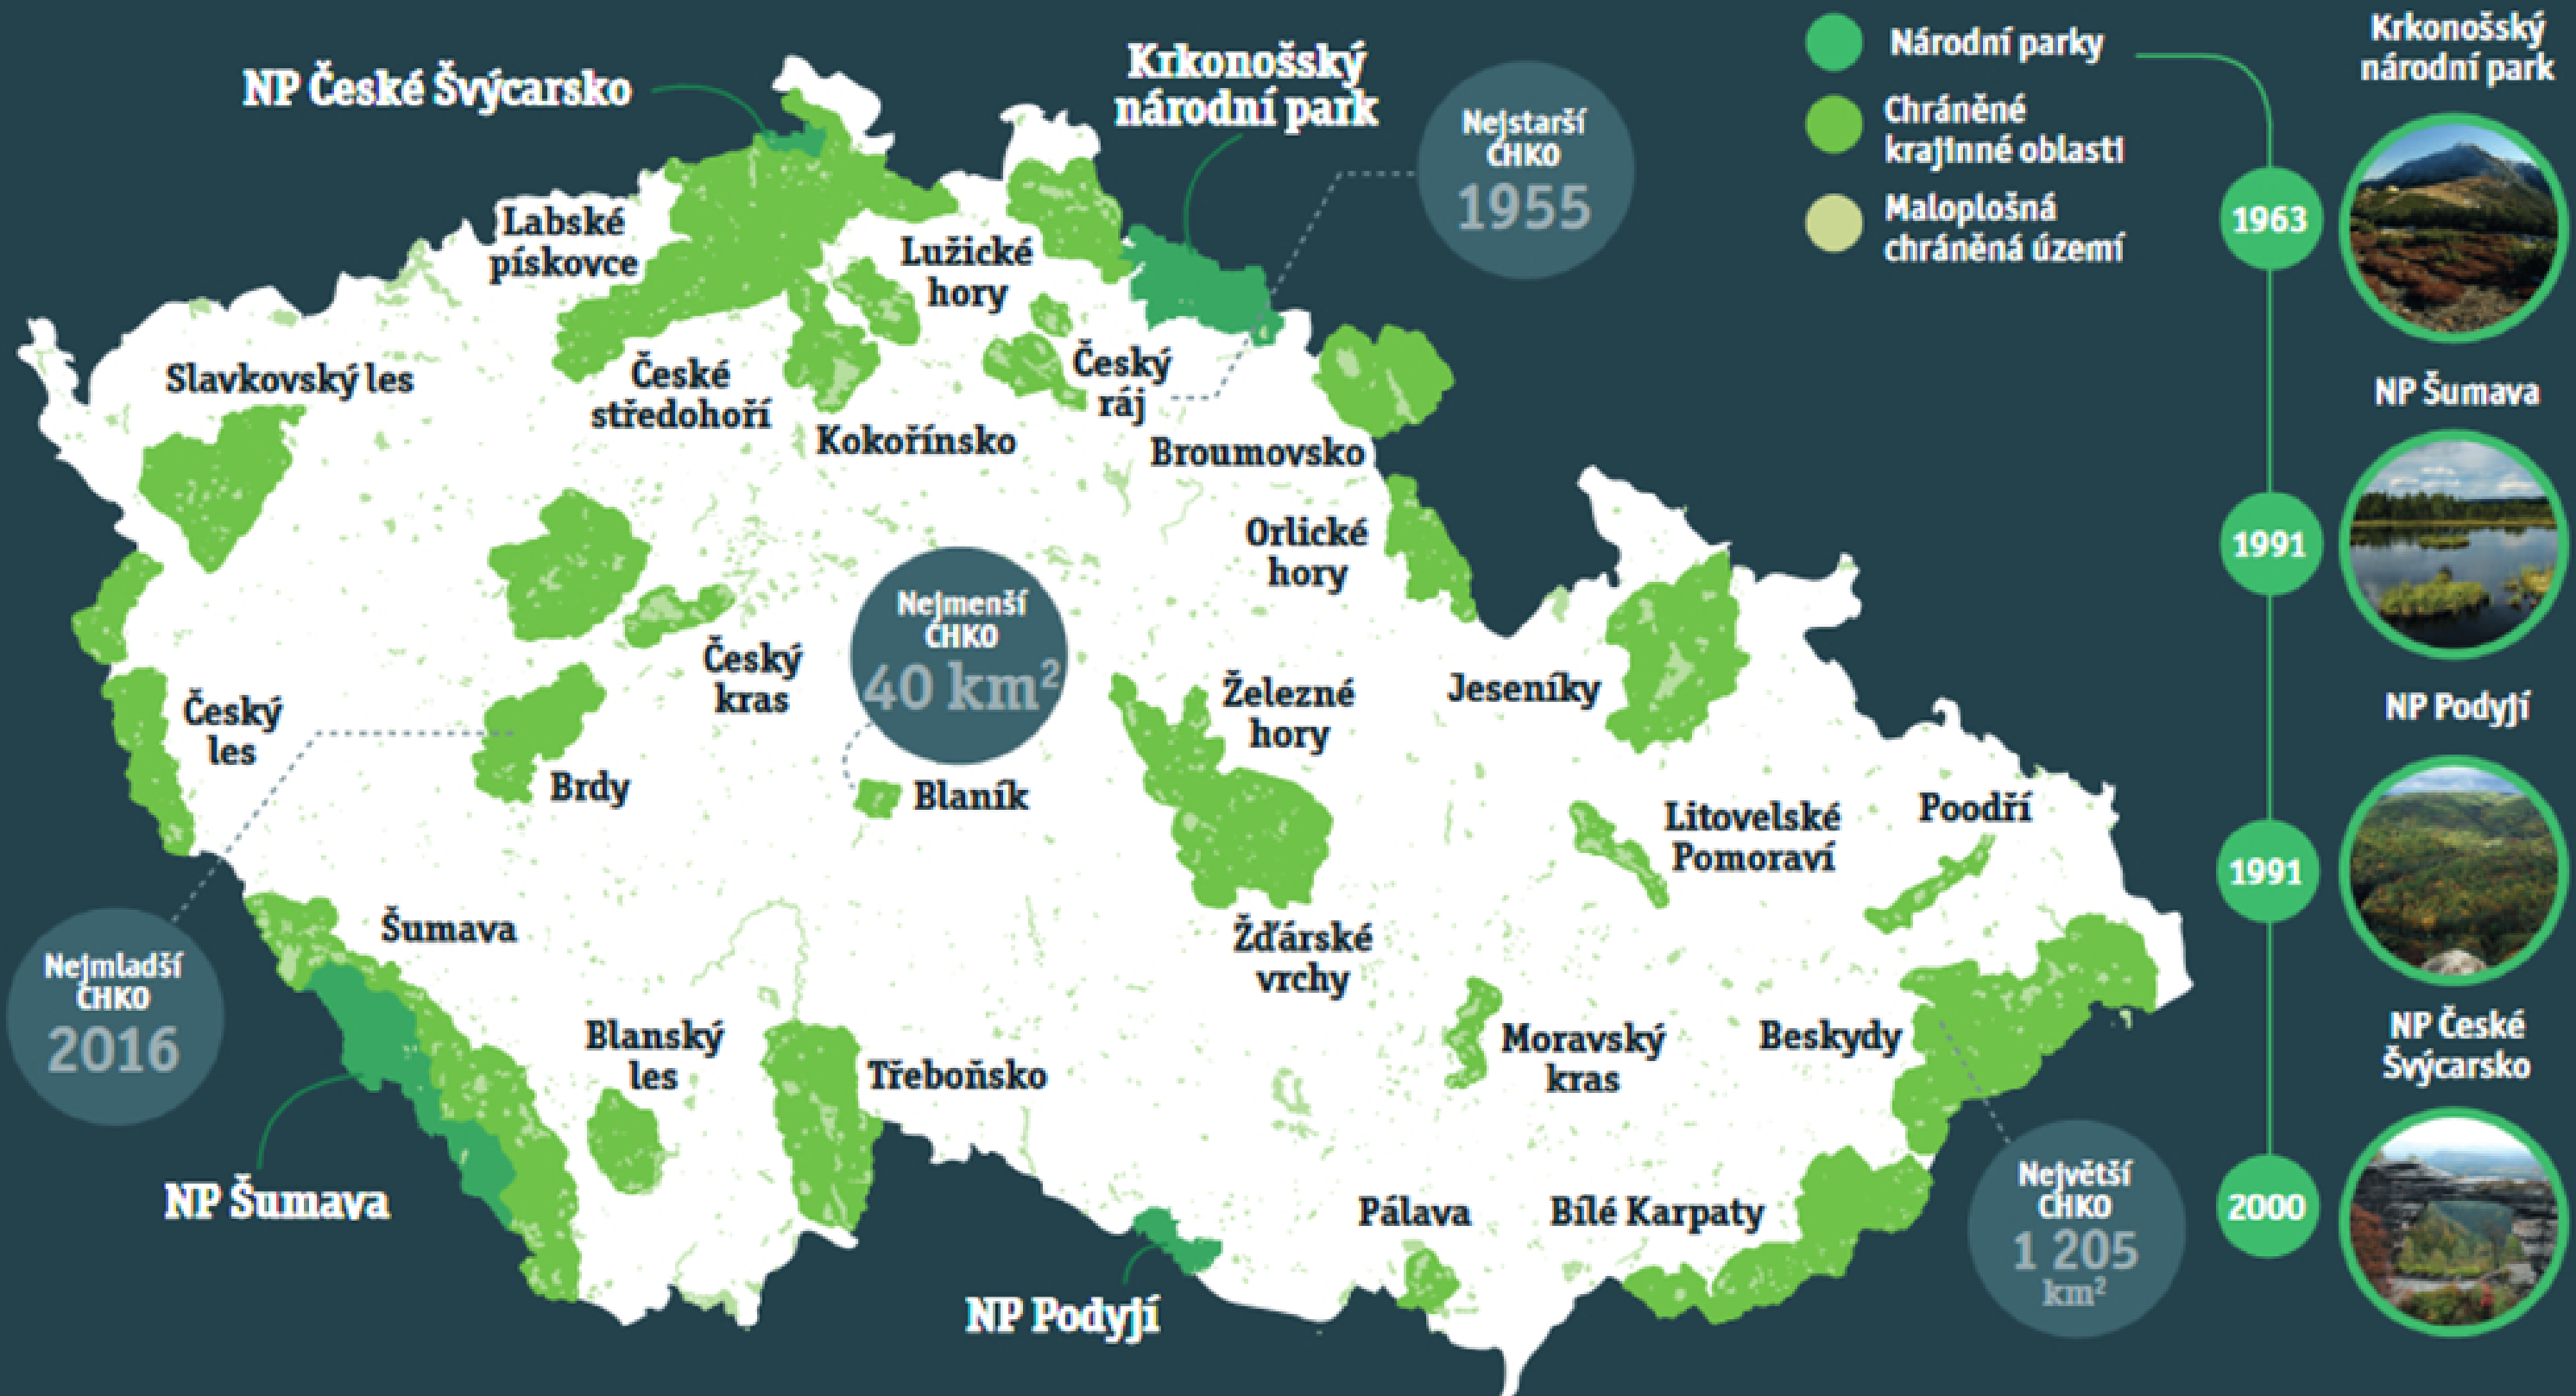 NP České Švýcarsko
Krkonošský
národní park
Nejstarší
CHKO
1955
Národní parky
Chráněné
krajinné oblasti
Maloplošná
chráněná území
Krkonošský
národní park
1963
NP Šumava
1991
NP Podyjí
1991
NP České
Švýcarsko
2000
Labské
pískovce
Lužické
hory
Slavkovský les
České
středohoří
Kokořínsko
Český
ráj
Broumovsko
Orlické
hory
Nejmenší
CHKO
40 km²
Český
kras
Železné
hory
Jeseníky
Český
les
Brdy
Blaník
Litovelské
Pomoraví
Poodří
Šumava
Žďárské
vrchy
Nejmladší
CHKO
2016
Blanský
les
Třeboňsko
Moravský
kras
Beskydy
NP Šumava
Pálava
Bílé Karpaty
Největší
CHKO
1 205
km²
NP Podyjí